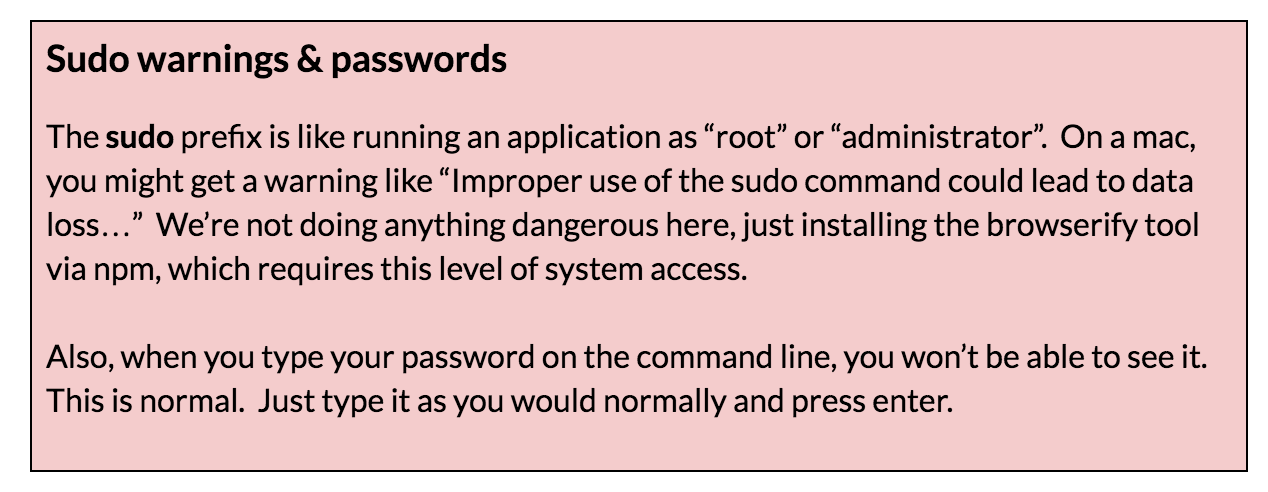 Sudo warnings & passwords
The sudo prefix is like running an application as “root” or “administrator”.  On a mac,
you might get a warning like “Improper use of the sudo command could lead to data
loss…”  We’re not doing anything dangerous here, just installing the browserify tool
via npm, which requires this level of system access.
Also, when you type your password on the command line, you won’t be able to see it.
This is normal.  Just type it as you would normally and press enter.